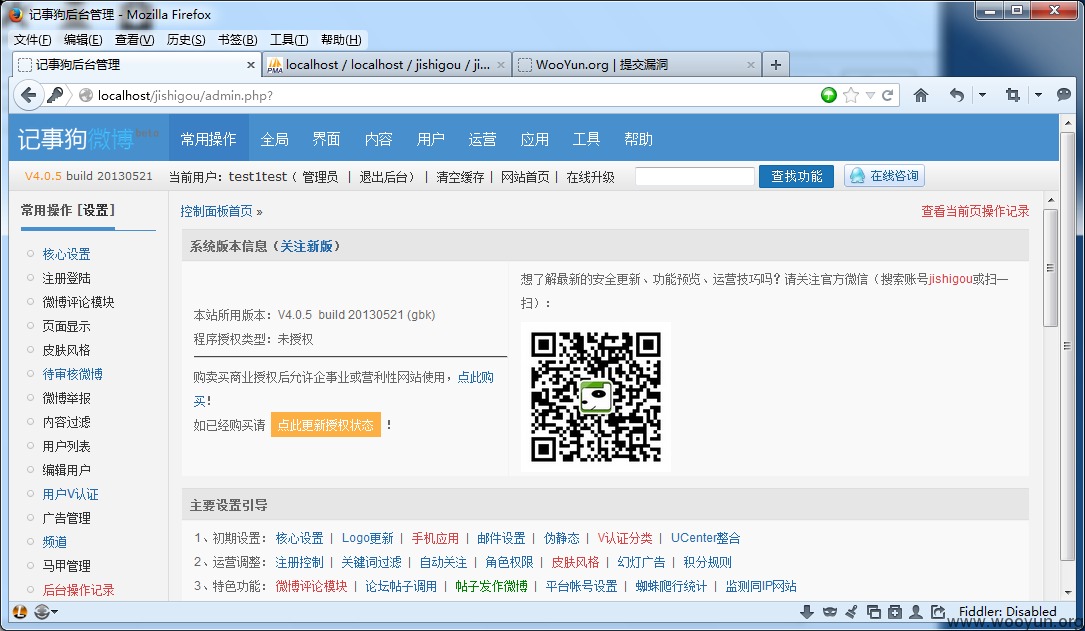 记事狗后台管理 - Mozilla Firefox
文件(F) 编辑(E) 查看(V) 历史(S) 书签(B) 工具(T) 帮助(H)
记事狗后台管理
localhost / localhost / jishigou / ji...
WooYun.org | 提交漏洞
localhost/jishigou/admin.php?
记事狗微博 beta
常用操作 全局 界面 内容 用户 运营 应用 工具 帮助
V4.0.5 build 20130521 当前用户：test1test（ 管理员 | 退出后台） | 清空缓存 | 网站首页 | 在线升级 查找功能 在线咨询
常用操作 [设置]
核心设置
注册登陆
微博评论模块
页面显示
皮肤风格
待审核微博
微博举报
内容过滤
用户列表
编辑用户
用户V认证
广告管理
频道
马甲管理
后台操作记录
控制面板首页 »
查看当前页操作记录
系统版本信息（关注新版）
本站所用版本：V4.0.5 build 20130521 (gbk)
程序授权类型：未授权
购卖买商业授权后允许企事业或营利性网站使用，点此购
买！
如已经购买请 点此更新授权状态 ！
想了解最新的安全更新、功能预览、运营技巧吗？请关注官方微信（搜索账号jishigou或扫一
扫）：
主要设置引导
1、初期设置：核心设置 | Logo更新 | 手机应用 | 邮件设置 | 伪静态 | V认证分类 | UCenter整合
2、运营调整：注册控制 | 关键词过滤 | 自动关注 | 角色权限 | 皮肤风格 | 幻灯广告 | 积分规则
3、特色功能：微博评论模块 | 论坛帖子调用 | 帖子发作微博 | 平台帐号设置 | 蜘蛛爬行统计 | 监测同IP网站
Fiddler: Disabled
www.wooyun.org